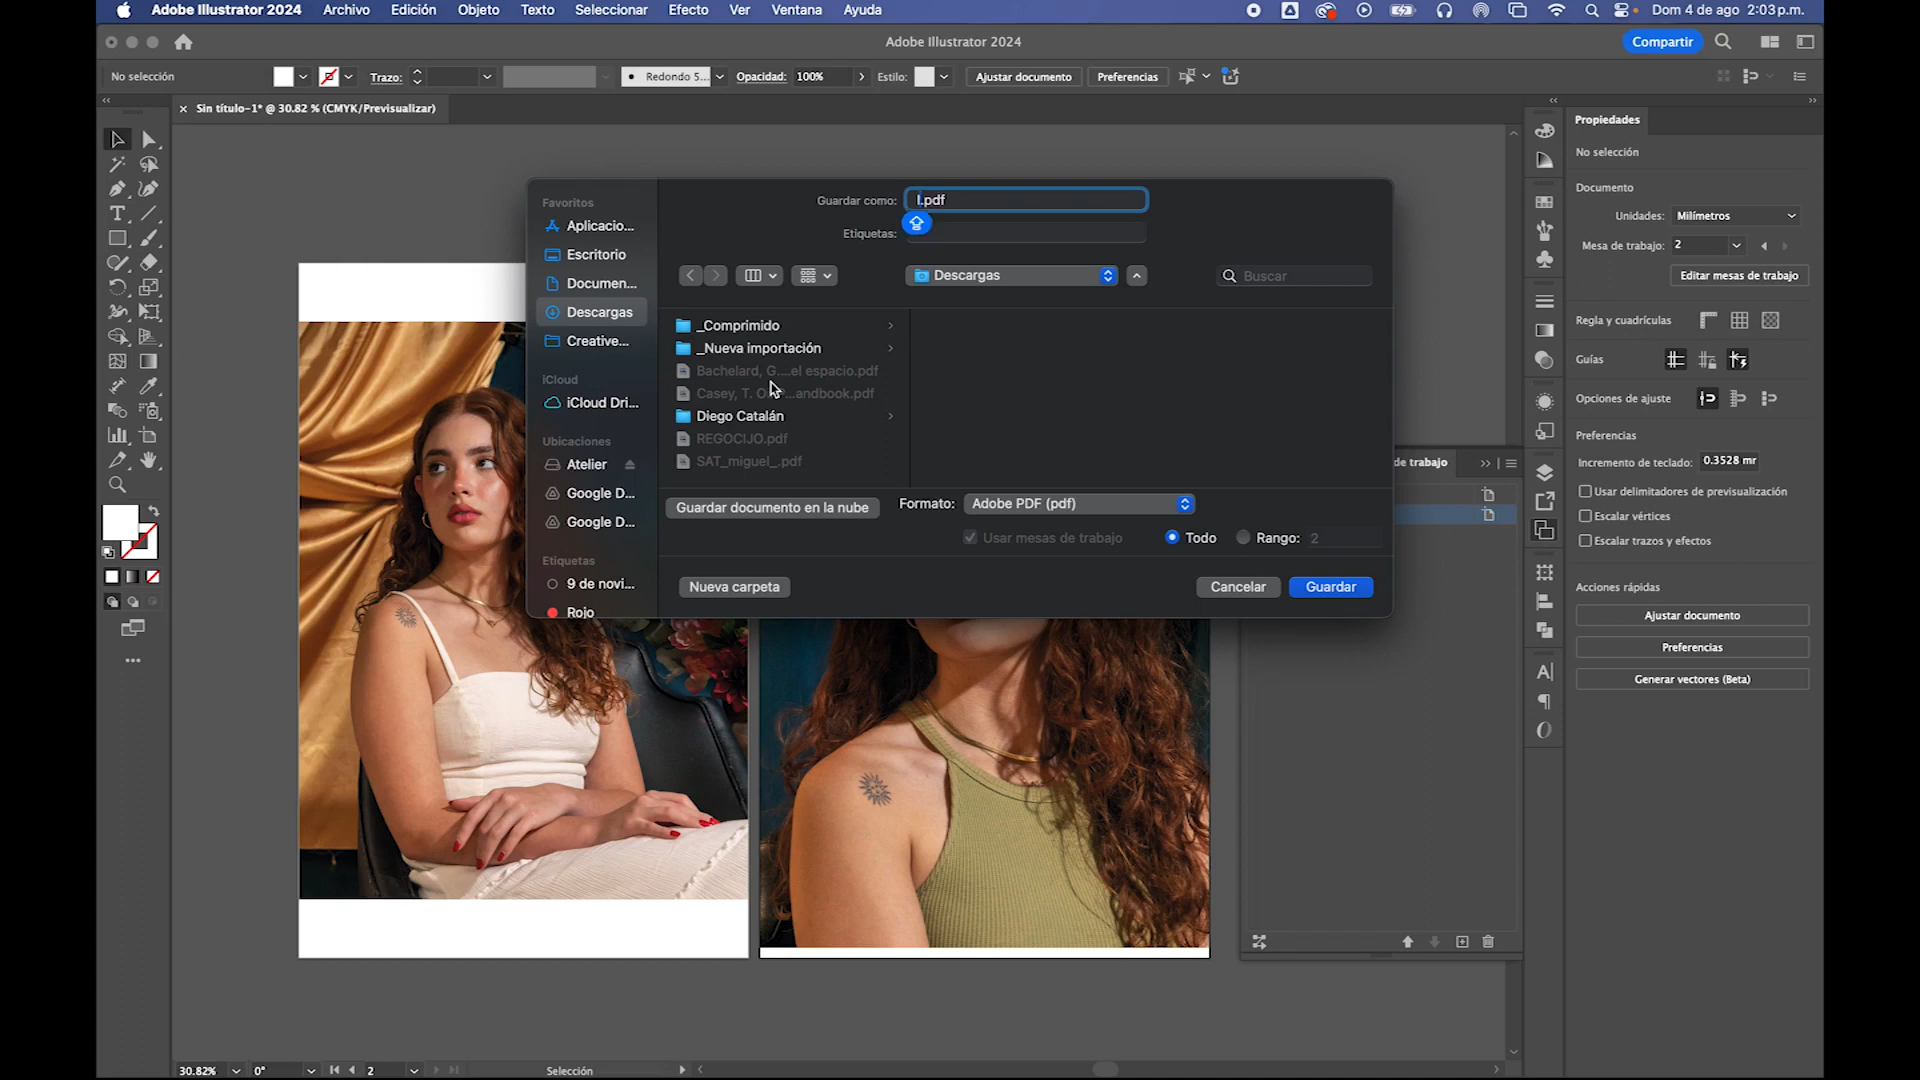 Adobe Illustrator 2024 Archivo Edición Objeto Texto Seleccionar Efecto Ver Ventana Ayuda Dom 4 de ago 2:03 p.m.
Adobe Illustrator 2024 Compartir
No selección Trazo: Redondo 5... Opacidad: 100% Estilo: Ajustar documento Preferencias
Sin título-1* @ 30.82 % (CMYK/Previsualizar)
Propiedades
No selección
Documento
Unidades: Milímetros
Mesa de trabajo: 2
Editar mesas de trabajo
Regla y cuadrículas
Guías
Opciones de ajuste
Preferencias
Incremento de teclado: 0.3528 mr
Usar delimitadores de previsualización
Escalar vértices
Escalar trazos y efectos
Acciones rápidas
Ajustar documento
Preferencias
Generar vectores (Beta)
Guardar como: I.pdf
Etiquetas:
Favoritos
Aplicacio...
Escritorio
Documen...
Descargas
Creative...
iCloud
iCloud Dri...
Ubicaciones
Atelier
Google D...
Google D...
Etiquetas
9 de novi...
Rojo
Descargas
Buscar
_Comprimido
_Nueva importación
Bachelard, G....el espacio.pdf
Casey, T. O...andbook.pdf
Diego Catalán
REGOCIJO.pdf
SAT_miguel_.pdf
Guardar documento en la nube Formato: Adobe PDF (pdf)
Usar mesas de trabajo Todo Rango: 2
Nueva carpeta Cancelar Guardar
de trabajo
30.82% 0° 2 Selección